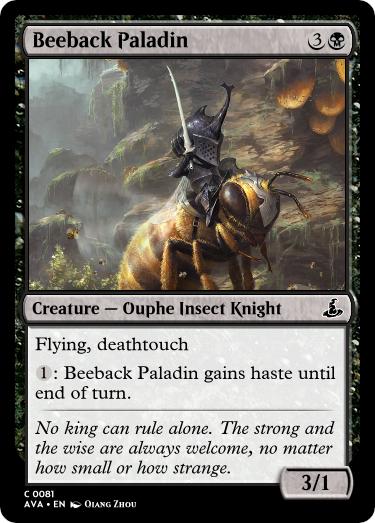 Beeback Paladin 3
Creature — Ouphe Insect Knight
Flying, deathtouch
1: Beeback Paladin gains haste until
end of turn.
No king can rule alone. The strong and
the wise are always welcome, no matter
how small or how strange.
3/1
C 0081
AVA • EN Qiang Zhou